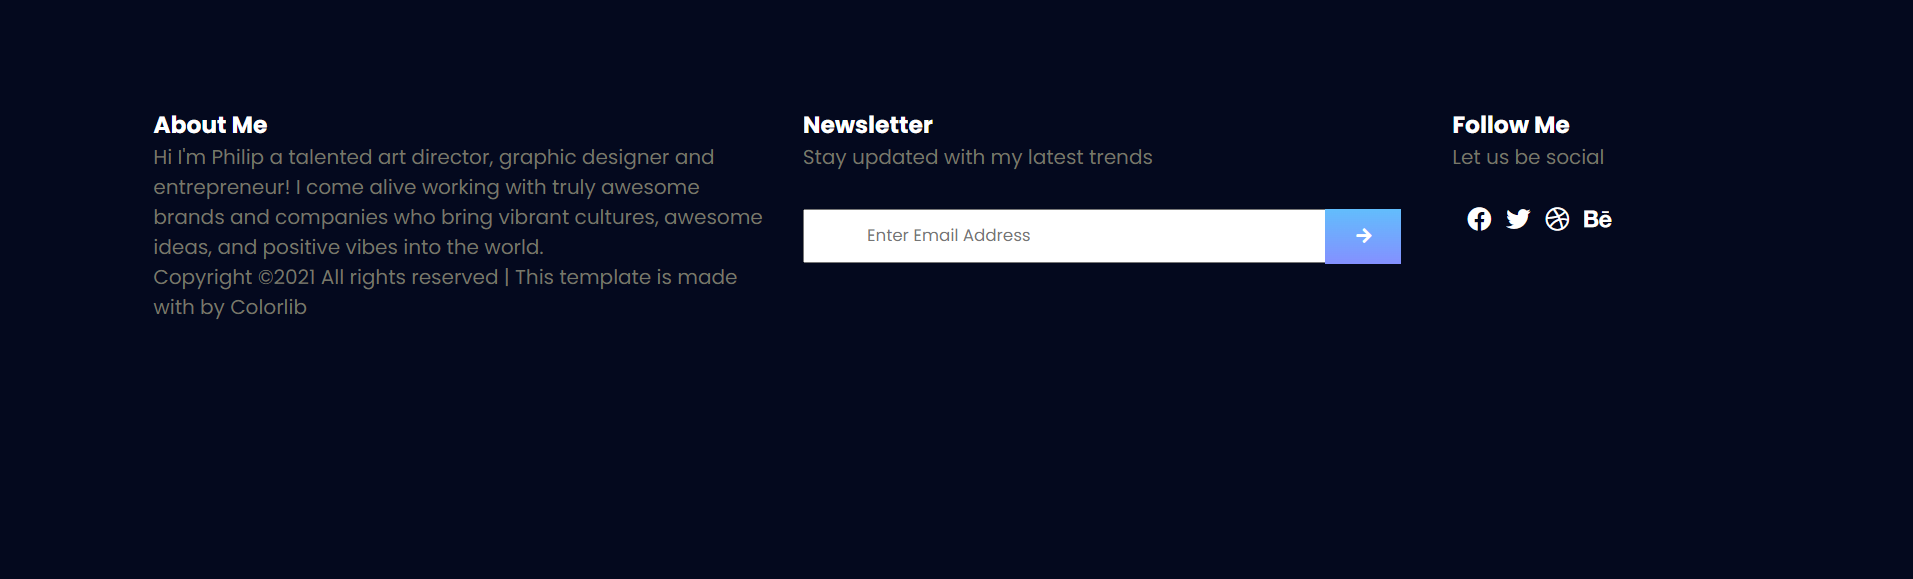 About Me
Hi I'm Philip a talented art director, graphic designer and
entrepreneur! I come alive working with truly awesome
brands and companies who bring vibrant cultures, awesome
ideas, and positive vibes into the world.
Copyright ©2021 All rights reserved | This template is made
with by Colorlib
Newsletter
Stay updated with my latest trends
Enter Email Address
Follow Me
Let us be social
Bē